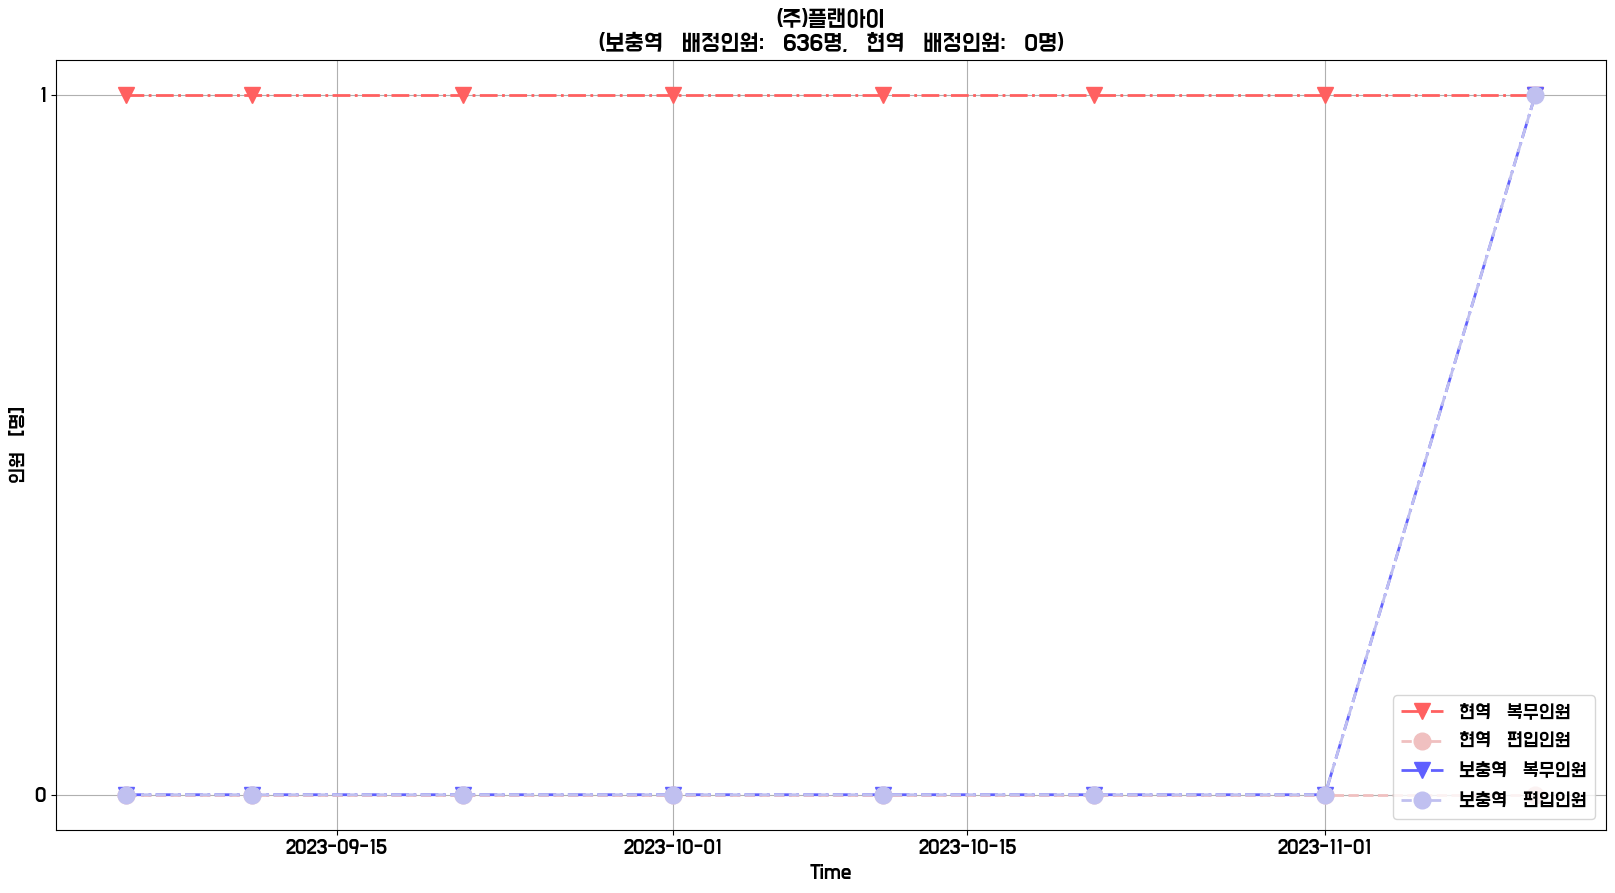 (주)플랜아이
(보충역 배정인원: 636명, 현역 배정인원: 0명)
1
0
인원 [명]
2023-09-15
2023-10-01
2023-10-15
2023-11-01
Time
현역 복무인원
현역 편입인원
보충역 복무인원
보충역 편입인원